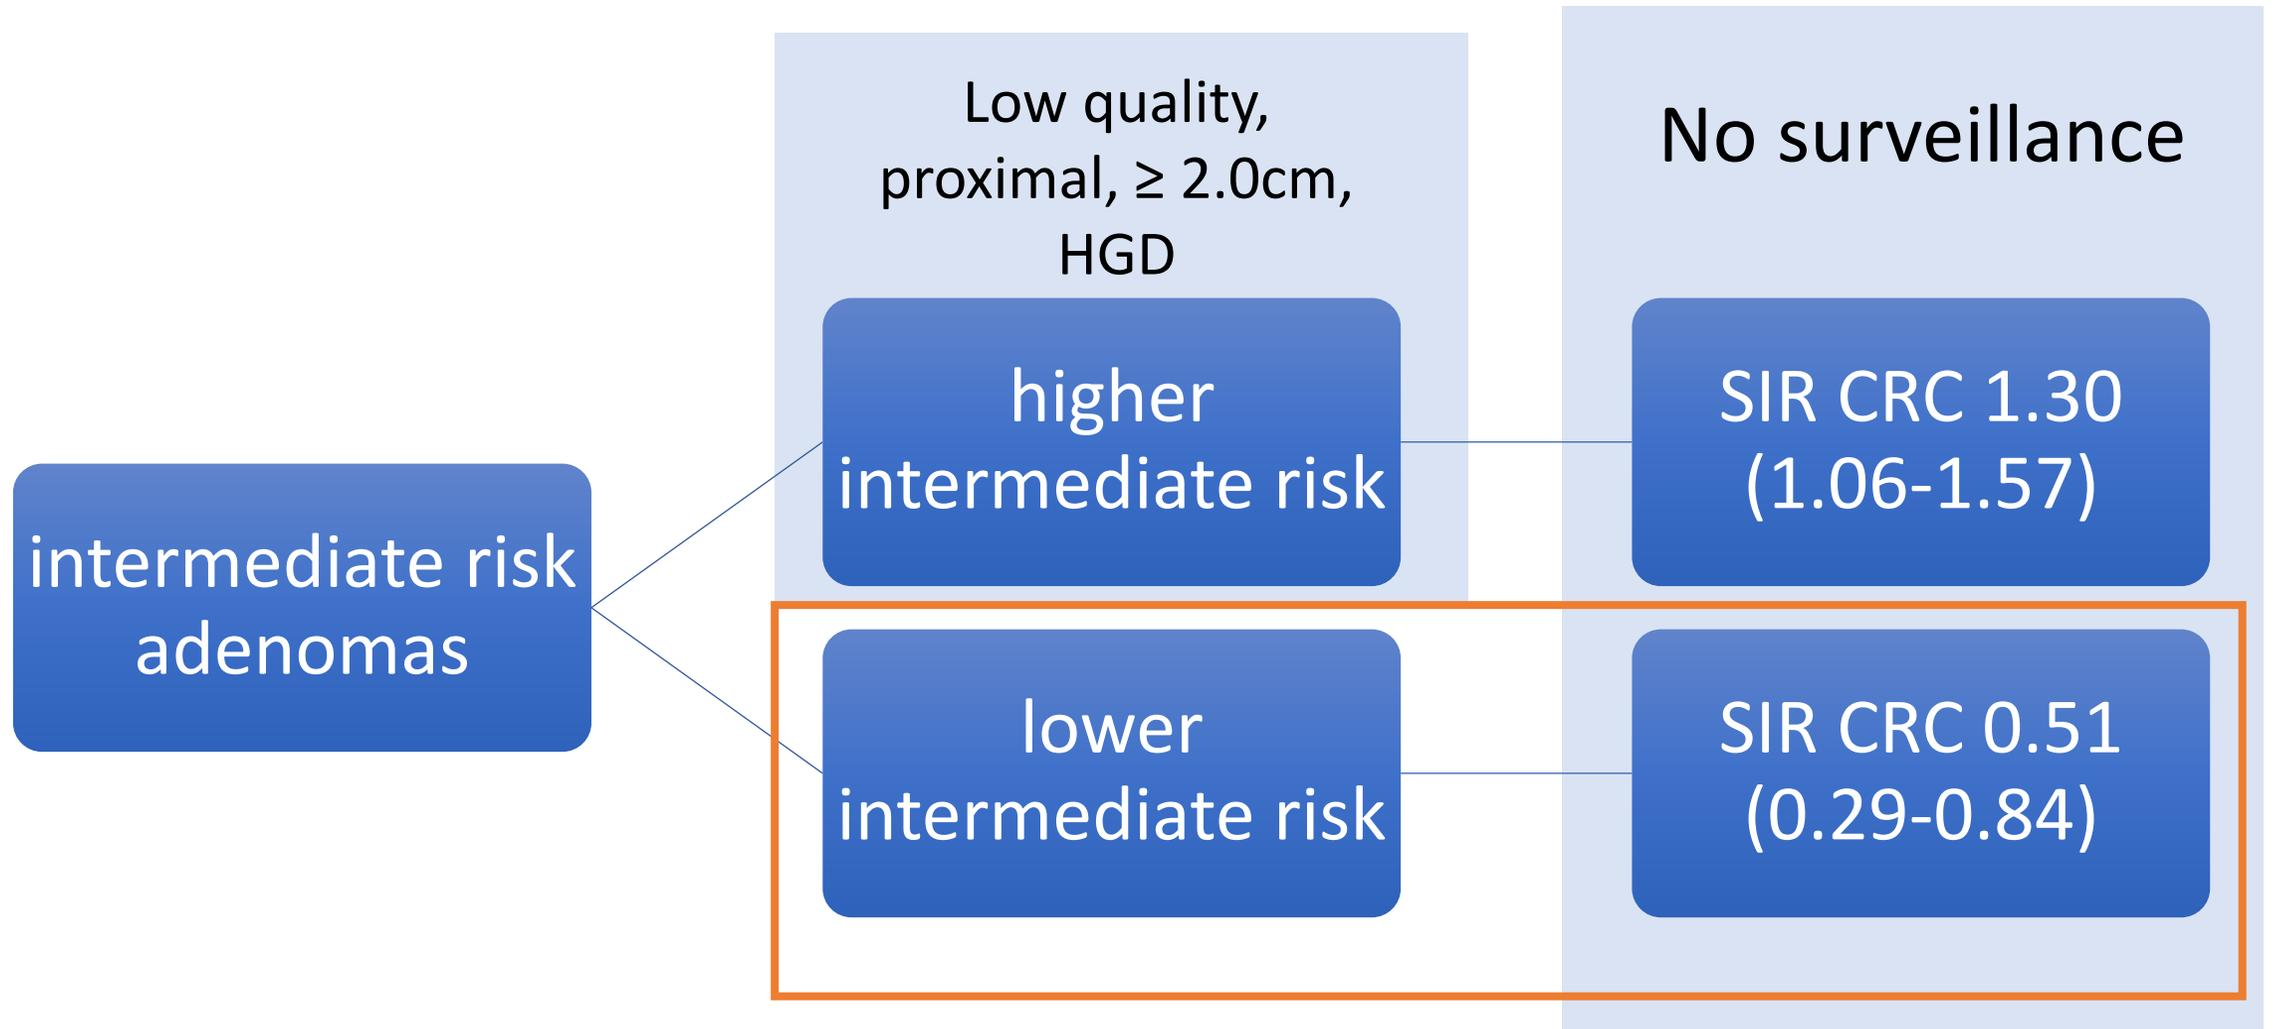 Low quality,
proximal, ≥ 2.0cm,
HGD
No surveillance
intermediate risk
adenomas
higher
intermediate risk
SIR CRC 1.30
(1.06-1.57)
lower
intermediate risk
SIR CRC 0.51
(0.29-0.84)